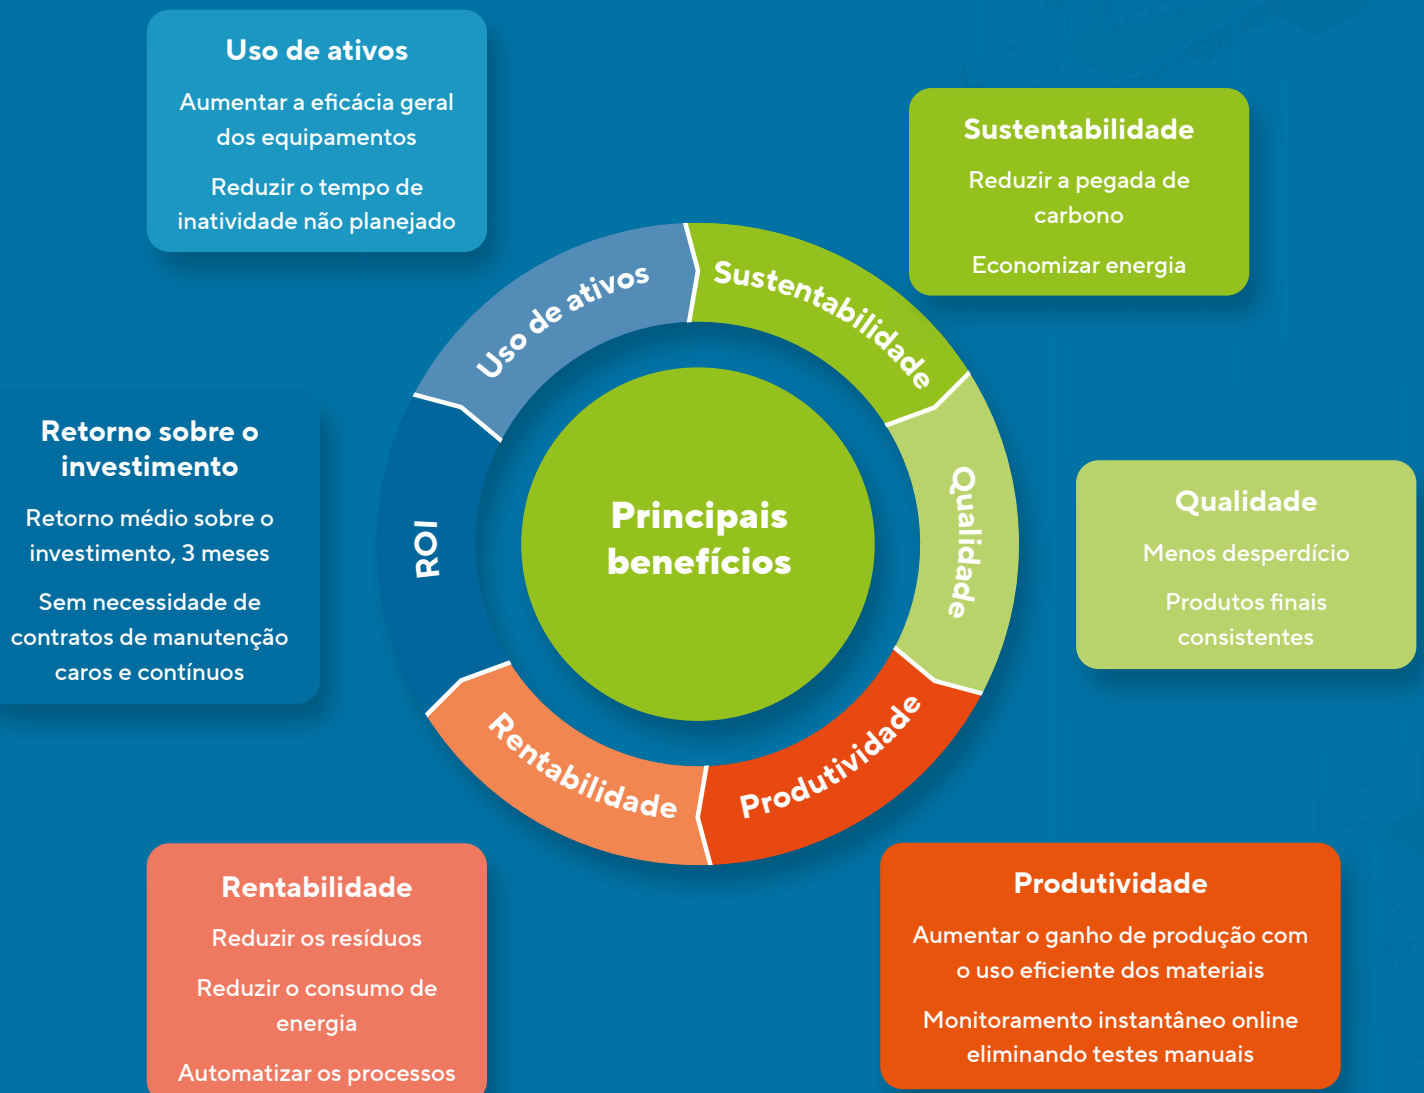 Uso de ativos
Aumentar a eficácia geral
dos equipamentos
Reduzir o tempo de
inatividade não planejado
Sustentabilidade
Reduzir a pegada de
carbono
Economizar energia
Uso de ativos
Sustentabilidade
Retorno sobre o
investimento
Retorno médio sobre o
investimento, 3 meses
Sem necessidade de
contratos de manutenção
caros e contínuos
ROI
Principais
benefícios
Qualidade
Qualidade
Menos desperdício
Produtos finais
consistentes
Rentabilidade
Produtividade
Rentabilidade
Reduzir os resíduos
Reduzir o consumo de
energia
Automatizar os processos
Produtividade
Aumentar o ganho de produção com
o uso eficiente dos materiais
Monitoramento instantâneo online
eliminando testes manuais